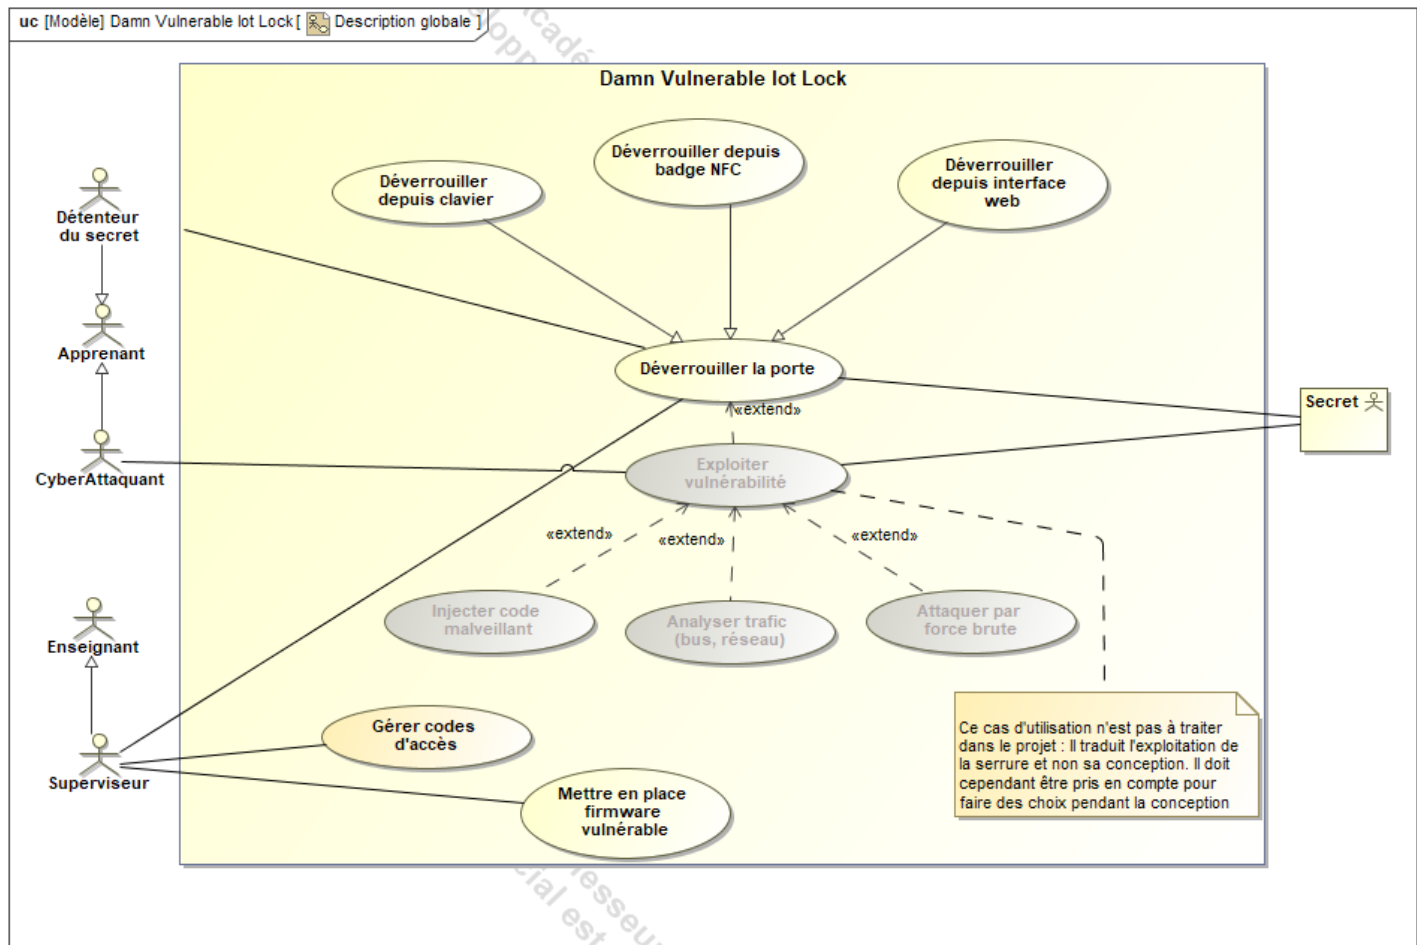 uc [Modèle] Damn Vulnerable Iot Lock [ Description globale ]
Damn Vulnerable Iot Lock
Déverrouiller depuis
badge NFC
Déverrouiller
depuis clavier
Déverrouiller
depuis interface
web
Détenteur
du secret
Apprenant
Déverrouiller la porte
«extend»
Secret
CyberAttaquant
Exploiter
vulnérabilité
«extend»
«extend»
«extend»
Injecter code
malveillant
Analyser trafic
(bus, réseau)
Attaquer par
force brute
Enseignant
Gérer codes
d'accès
Superviseur
Mettre en place
firmware
vulnérable
Ce cas d'utilisation n'est pas à traiter
dans le projet : Il traduit l'exploitation de
la serrure et non sa conception. Il doit
cependant être pris en compte pour
faire des choix pendant la conception